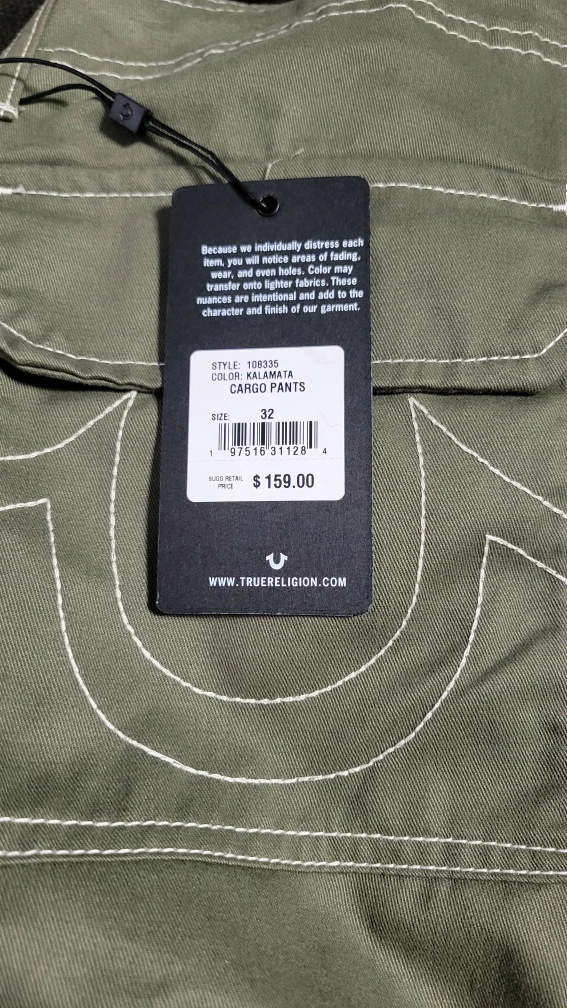 Because we individually distress each
item, you will notice areas of fading,
wear, and even holes. Color may
transfer onto lighter fabrics. These
nuances are intentional and add to the
character and finish of our garment.
STYLE: 108335
COLOR: KALAMATA
CARGO PANTS
SIZE: 32
1 97516 31128 4
SUGG RETAIL
PRICE $ 159.00
WWW.TRUERELIGION.COM